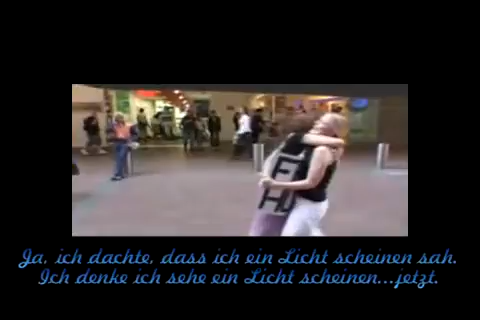 Ja, ich dachte, dass ich ein Licht scheinen sah.
Ich denke ich sehe ein Licht scheinen...jetzt.